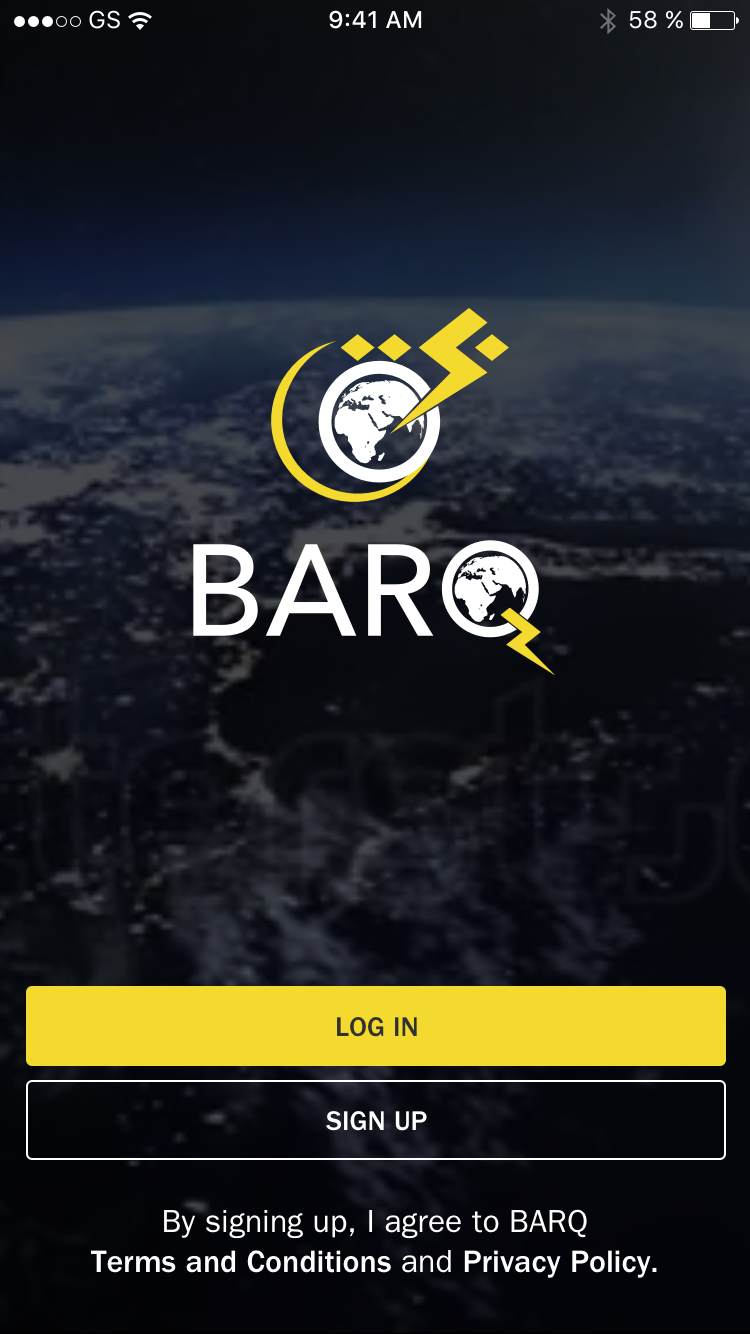 GS 9:41 AM 58 %
BARQ
LOG IN
SIGN UP
By signing up, I agree to BARQ
Terms and Conditions and Privacy Policy.